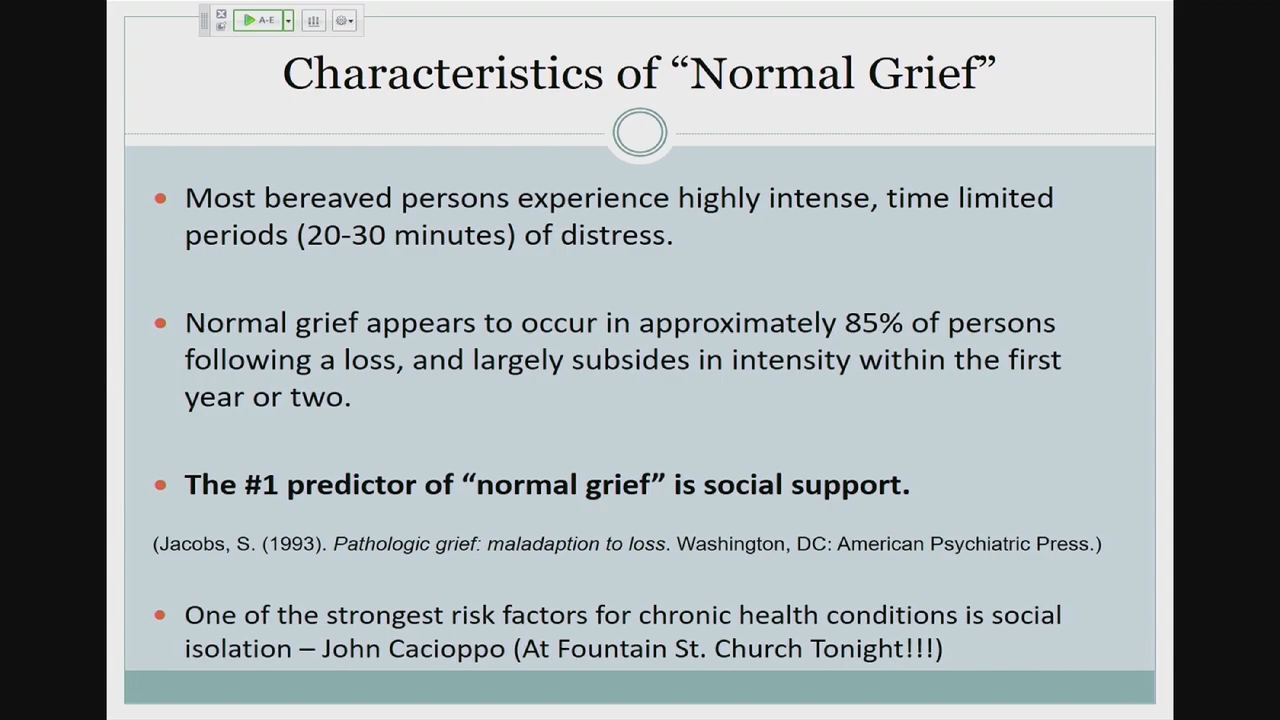 A-E
Characteristics of “Normal Grief”
• Most bereaved persons experience highly intense, time limited
periods (20-30 minutes) of distress.
• Normal grief appears to occur in approximately 85% of persons
following a loss, and largely subsides in intensity within the first
year or two.
• The #1 predictor of “normal grief” is social support.
(Jacobs, S. (1993). Pathologic grief: maladaption to loss. Washington, DC: American Psychiatric Press.)
• One of the strongest risk factors for chronic health conditions is social
isolation – John Cacioppo (At Fountain St. Church Tonight!!!)